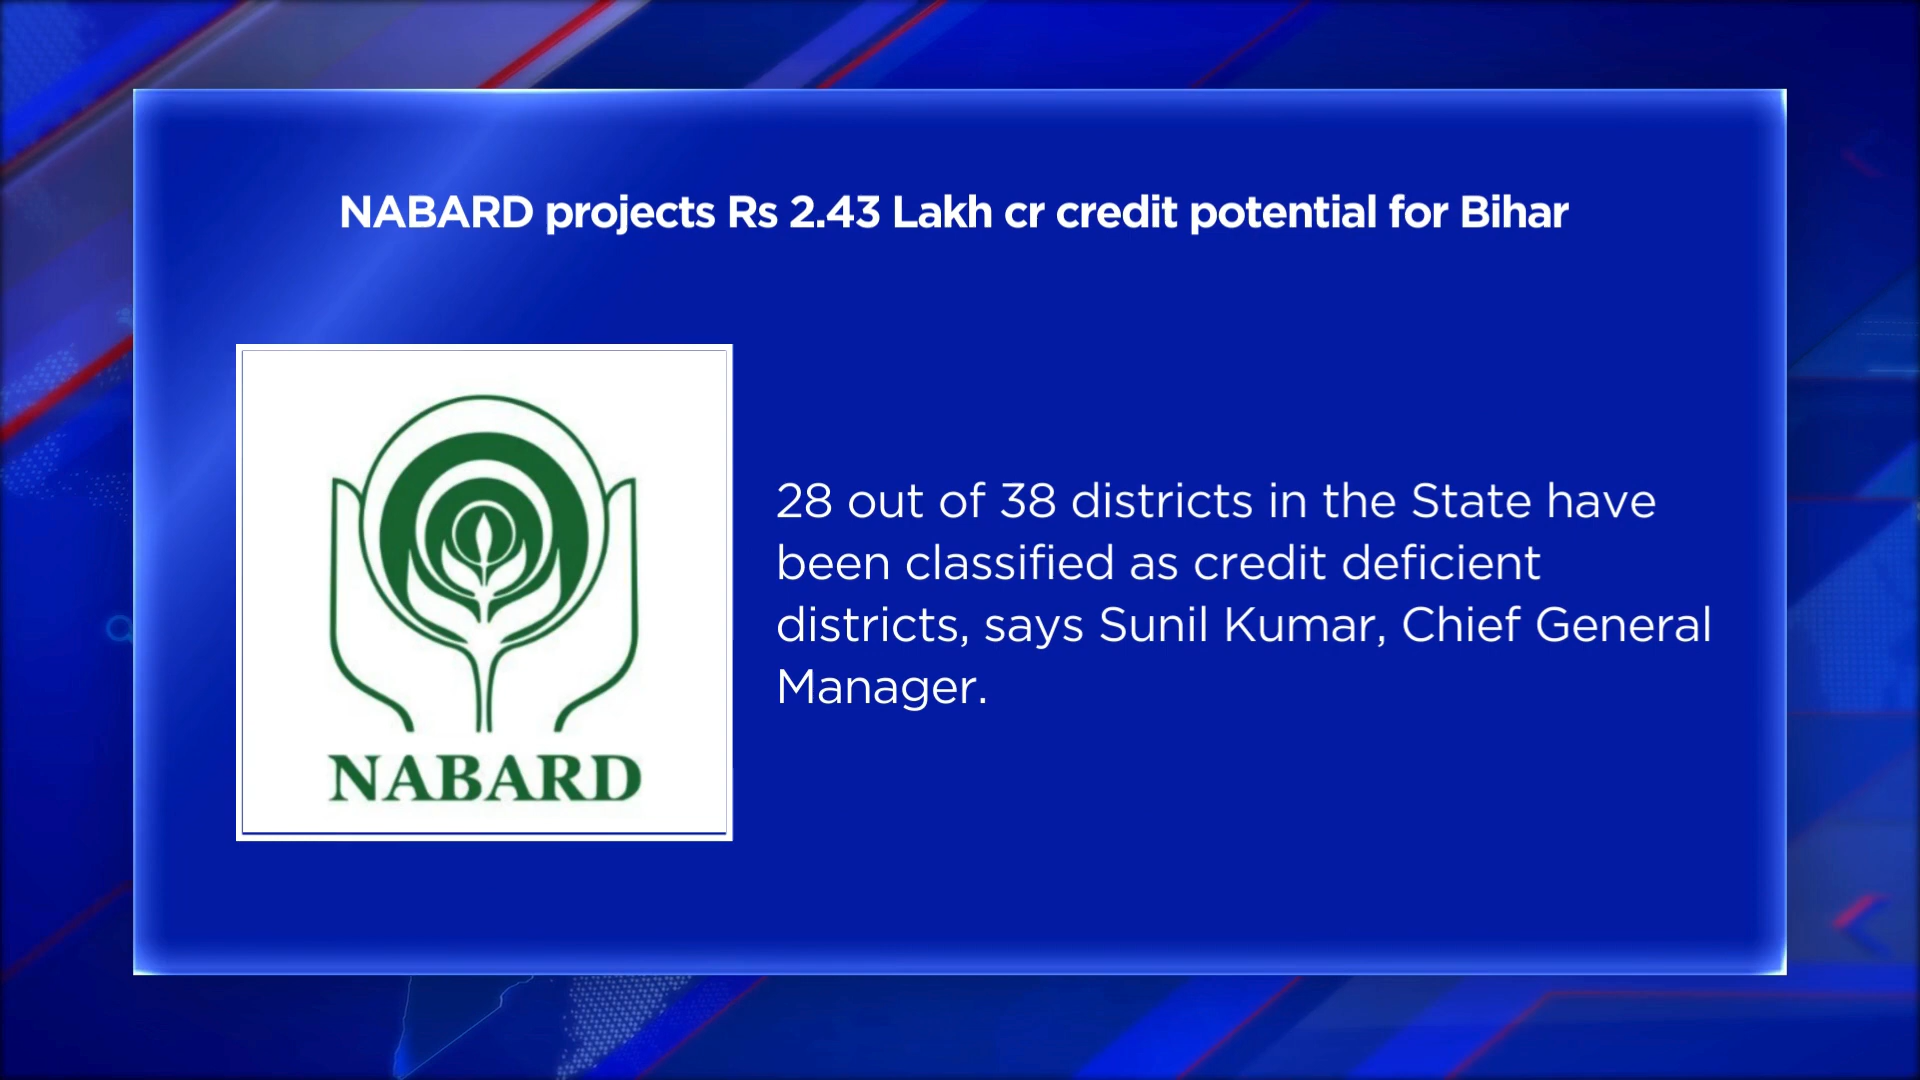 NABARD projects Rs 2.43 Lakh cr credit potential for Bihar
NABARD
28 out of 38 districts in the State have
been classified as credit deficient
districts, says Sunil Kumar, Chief General
Manager.